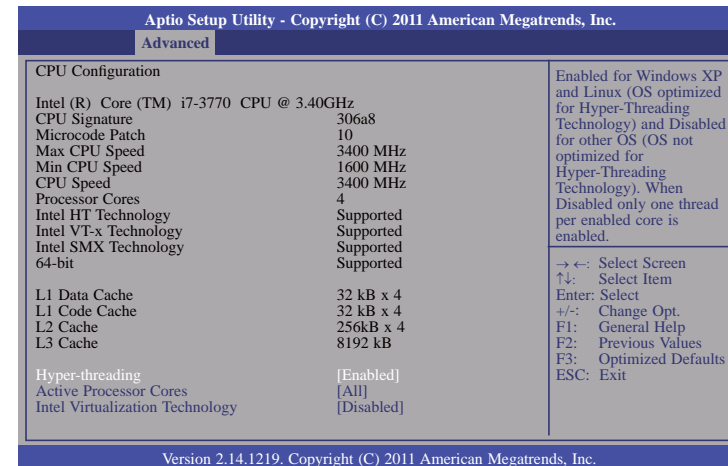 Aptio Setup Utility - Copyright (C) 2011 American Megatrends, Inc.
Advanced
CPU Configuration
Intel (R) Core (TM) i7-3770 CPU @ 3.40GHz
CPU Signature 306a8
Microcode Patch 10
Max CPU Speed 3400 MHz
Min CPU Speed 1600 MHz
CPU Speed 3400 MHz
Processor Cores 4
Intel HT Technology Supported
Intel VT-x Technology Supported
Intel SMX Technology Supported
64-bit Supported
L1 Data Cache 32 kB x 4
L1 Code Cache 32 kB x 4
L2 Cache 256kB x 4
L3 Cache 8192 kB
Hyper-threading [Enabled]
Active Processor Cores [All]
Intel Virtualization Technology [Disabled]
Enabled for Windows XP
and Linux (OS optimized
for Hyper-Threading
Technology) and Disabled
for other OS (OS not
optimized for
Hyper-Threading
Technology). When
Disabled only one thread
per enabled core is
enabled.
→ ←: Select Screen
↑↓: Select Item
Enter: Select
+/-: Change Opt.
F1: General Help
F2: Previous Values
F3: Optimized Defaults
ESC: Exit
Version 2.14.1219. Copyright (C) 2011 American Megatrends, Inc.